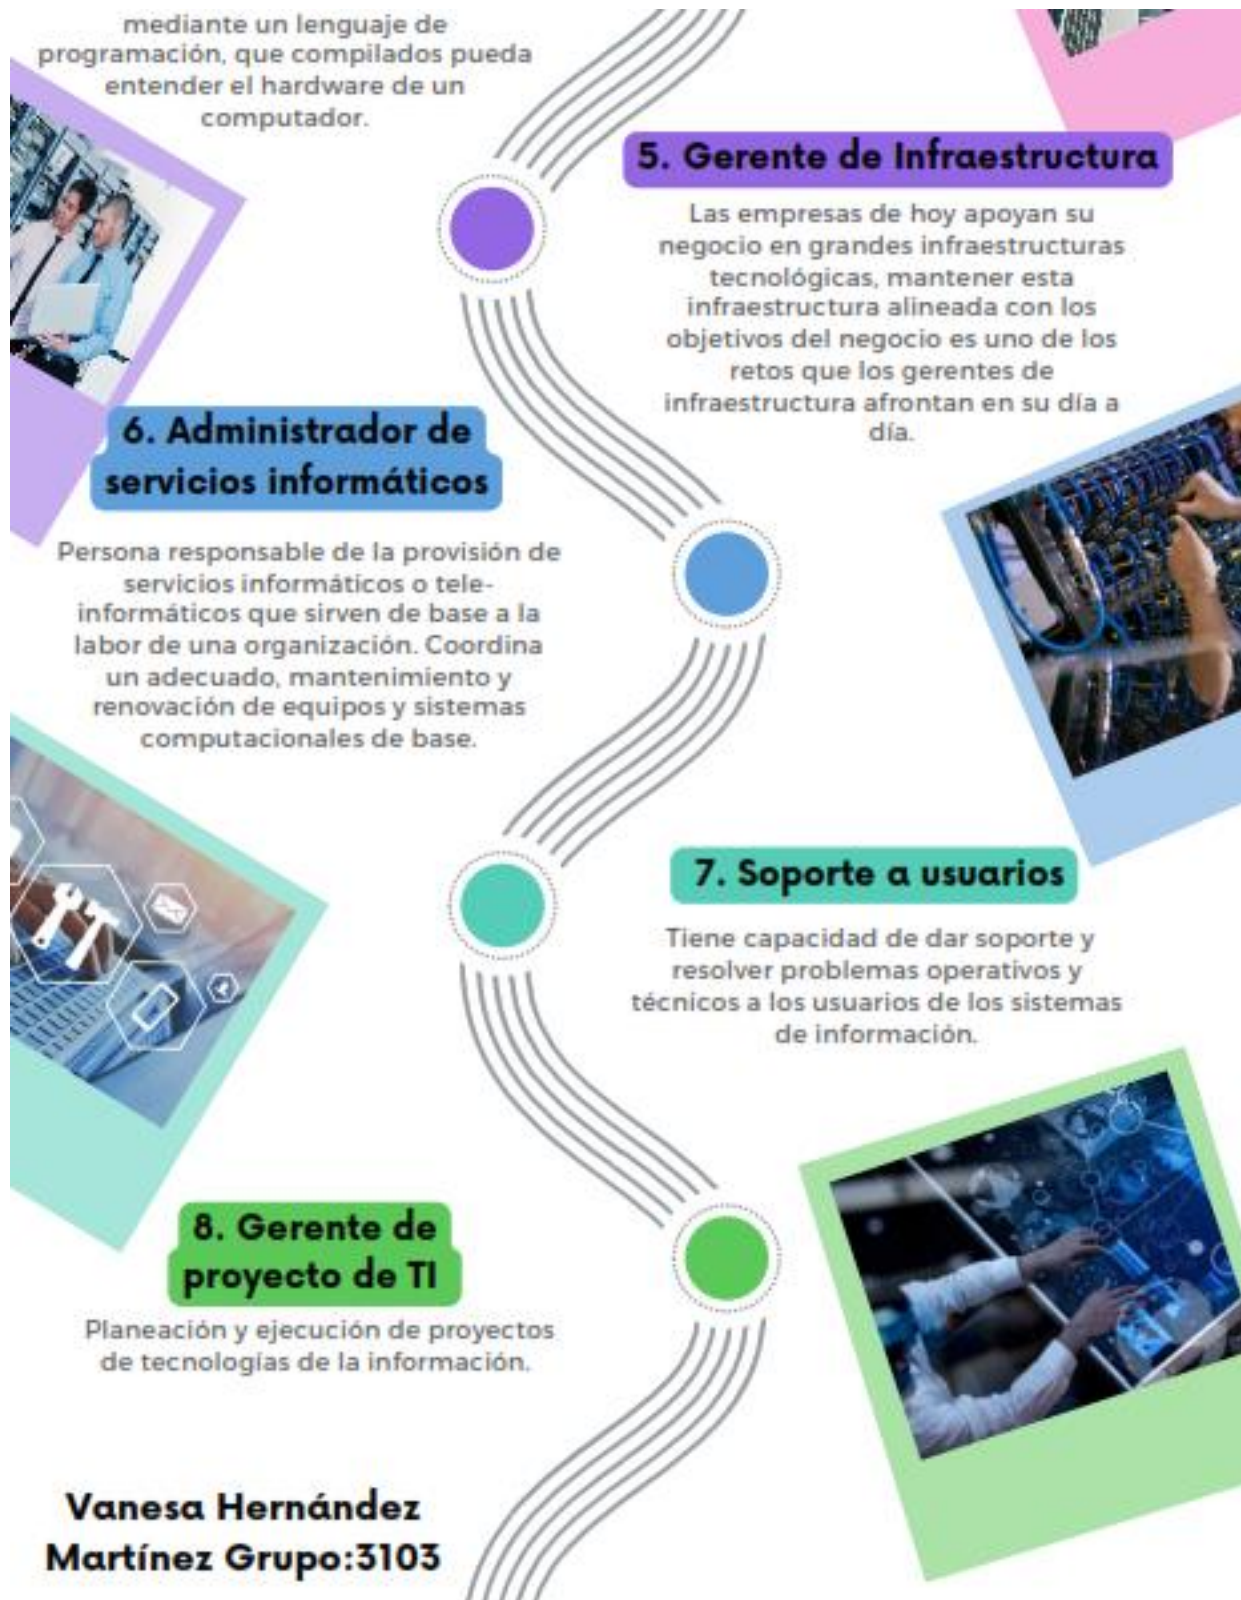 mediante un lenguaje de
programación, que compilados pueda
entender el hardware de un
computador.
5. Gerente de Infraestructura
Las empresas de hoy apoyan su
negocio en grandes infraestructuras
tecnológicas, mantener esta
infraestructura alineada con los
objetivos del negocio es uno de los
retos que los gerentes de
infraestructura afrontan en su día a
día.
6. Administrador de
servicios informáticos
Persona responsable de la provisión de
servicios informáticos o tele-
informáticos que sirven de base a la
labor de una organización. Coordina
un adecuado, mantenimiento y
renovación de equipos y sistemas
computacionales de base.
7. Soporte a usuarios
Tiene capacidad de dar soporte y
resolver problemas operativos y
técnicos a los usuarios de los sistemas
de información.
8. Gerente de
proyecto de TI
Planeación y ejecución de proyectos
de tecnologías de la información.
Vanesa Hernández
Martínez Grupo:3103